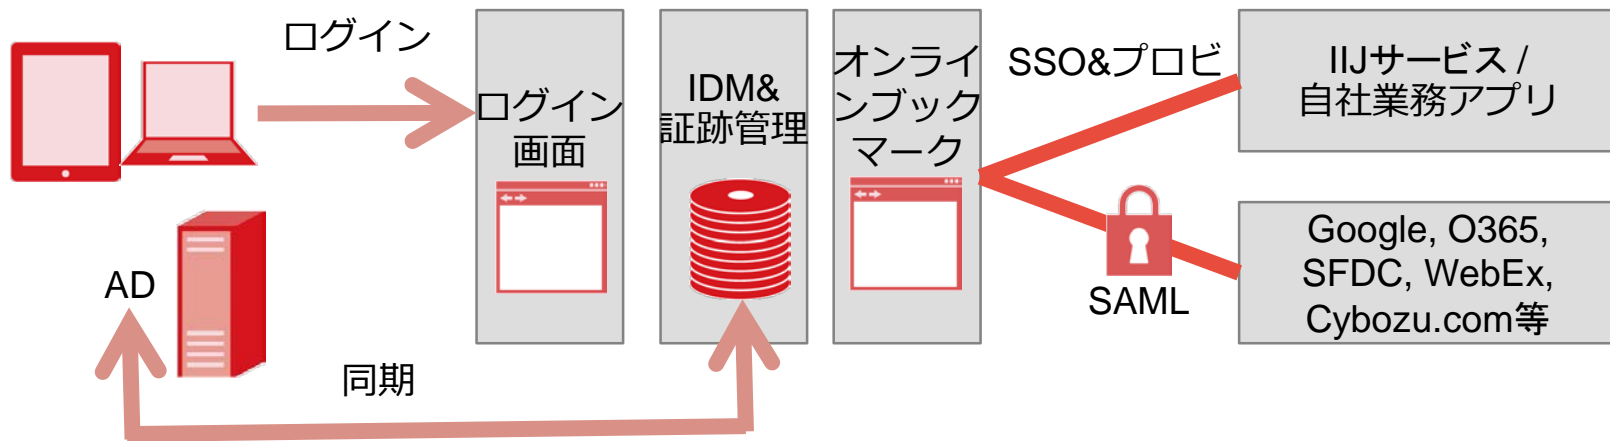 ログイン
ログイン
画面
IDM&
証跡管理
オンライ
ンブック
マーク
SSO&プロビ
IIJサービス /
自社業務アプリ
Google, O365,
SFDC, WebEx,
Cybozu.com等
SAML
AD
同期